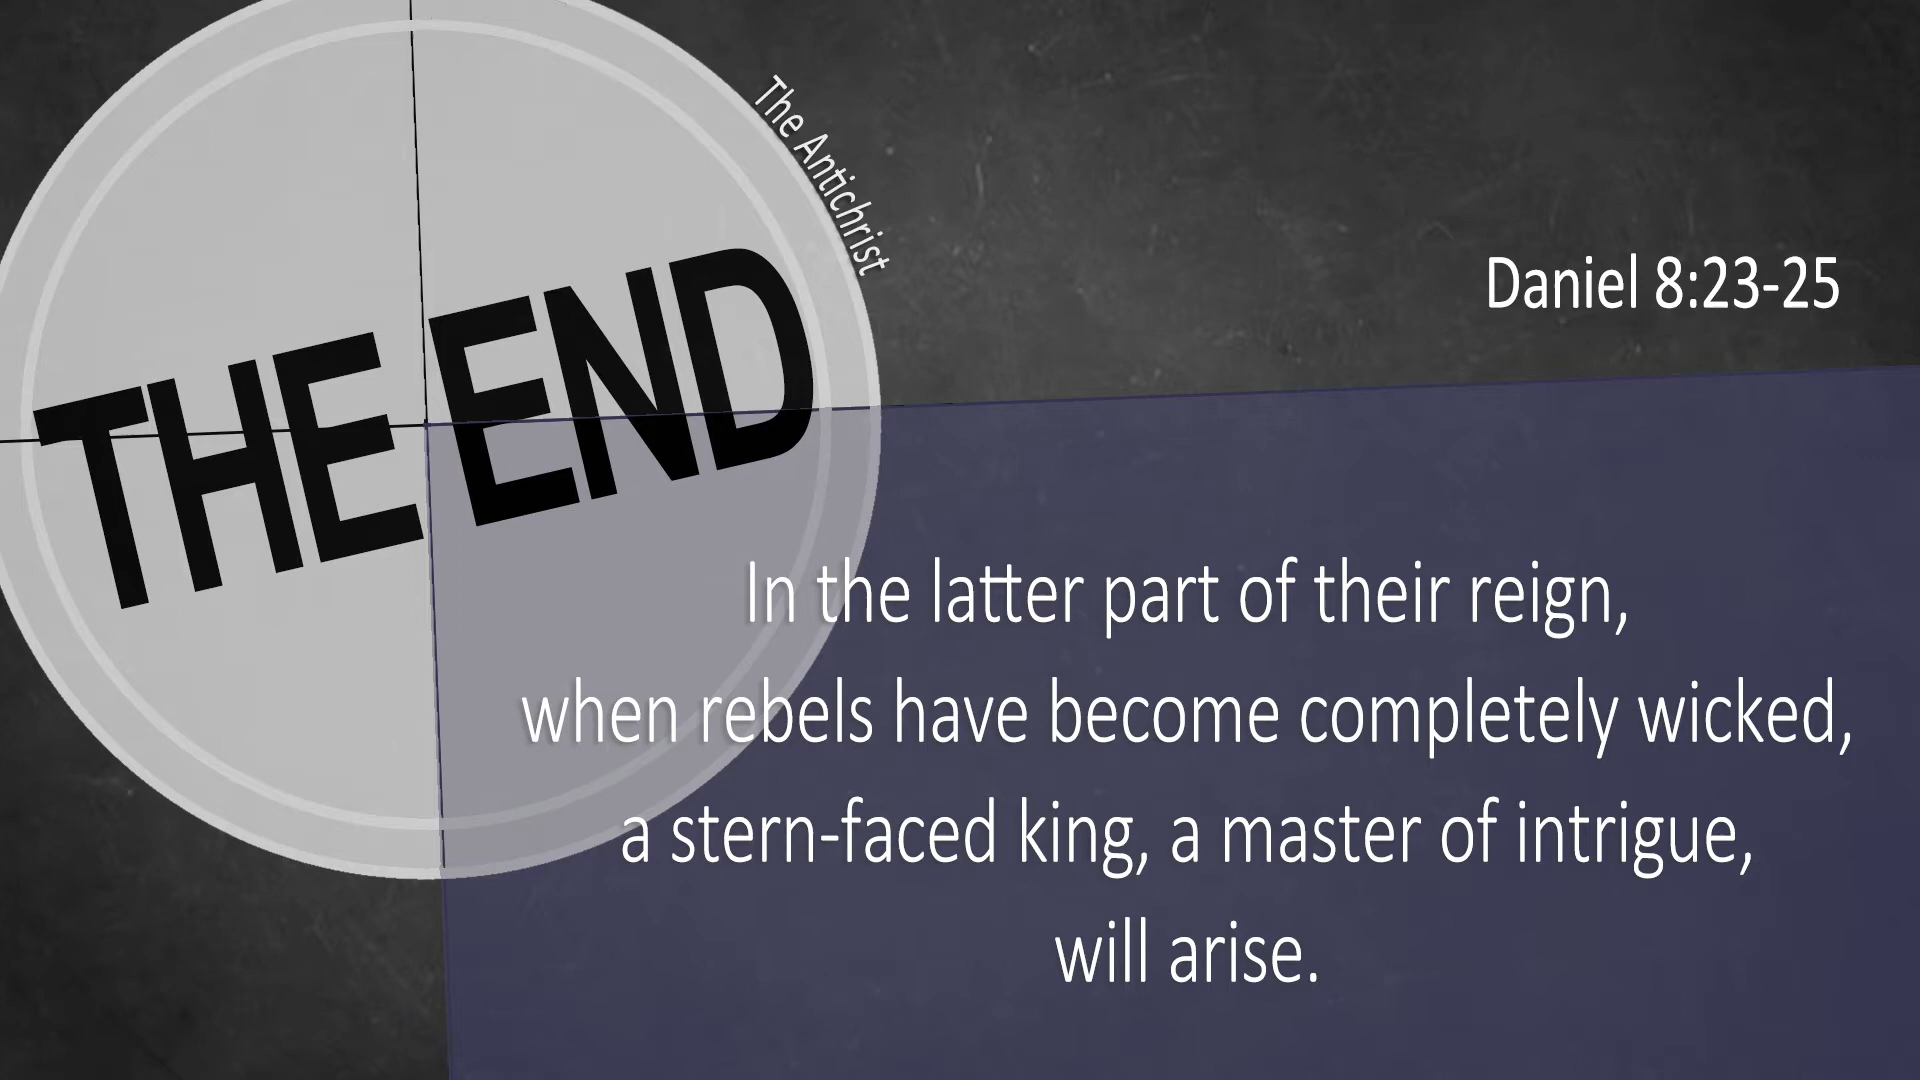 THE END
The Antichrist
Daniel 8:23-25
In the latter part of their reign,
when rebels have become completely wicked,
a stern-faced king, a master of intrigue,
will arise.